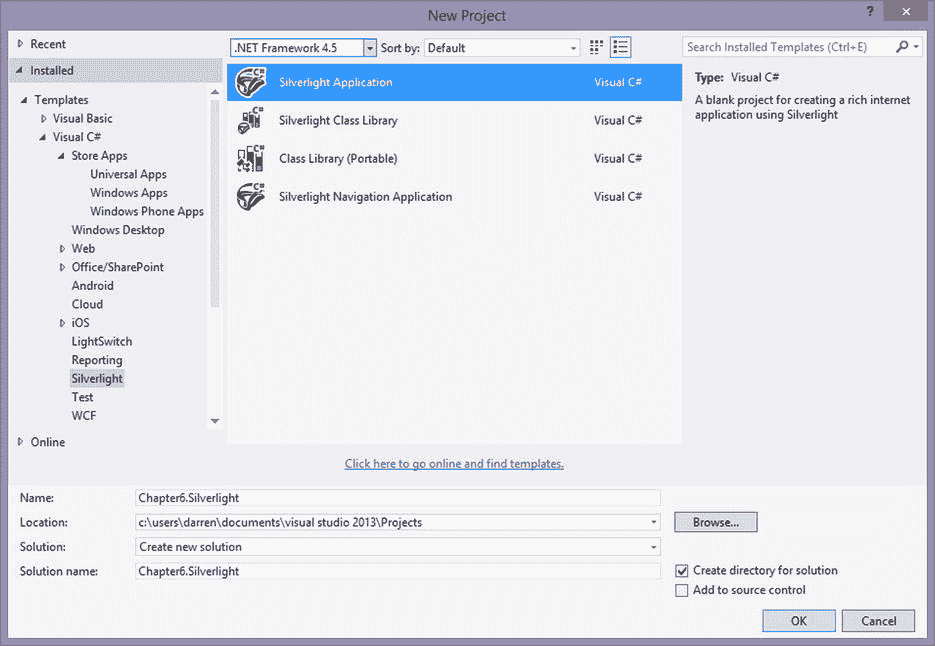 New Project
?
Recent
Installed
Templates
Visual Basic
Visual C#
Store Apps
Universal Apps
Windows Apps
Windows Phone Apps
Windows Desktop
Web
Office/SharePoint
Android
Cloud
iOS
LightSwitch
Reporting
Silverlight
Test
WCF
Online
.NET Framework 4.5
Sort by: Default
Silverlight Application Visual C#
Silverlight Class Library Visual C#
Class Library (Portable) Visual C#
Silverlight Navigation Application Visual C#
Click here to go online and find templates.
Search Installed Templates (Ctrl+E)
Type: Visual C#
A blank project for creating a rich internet
application using Silverlight
Name: Chapter6.Silverlight
Location: c:\users\darren\documents\visual studio 2013\Projects
Browse...
Solution: Create new solution
Solution name: Chapter6.Silverlight
Create directory for solution
Add to source control
OK
Cancel